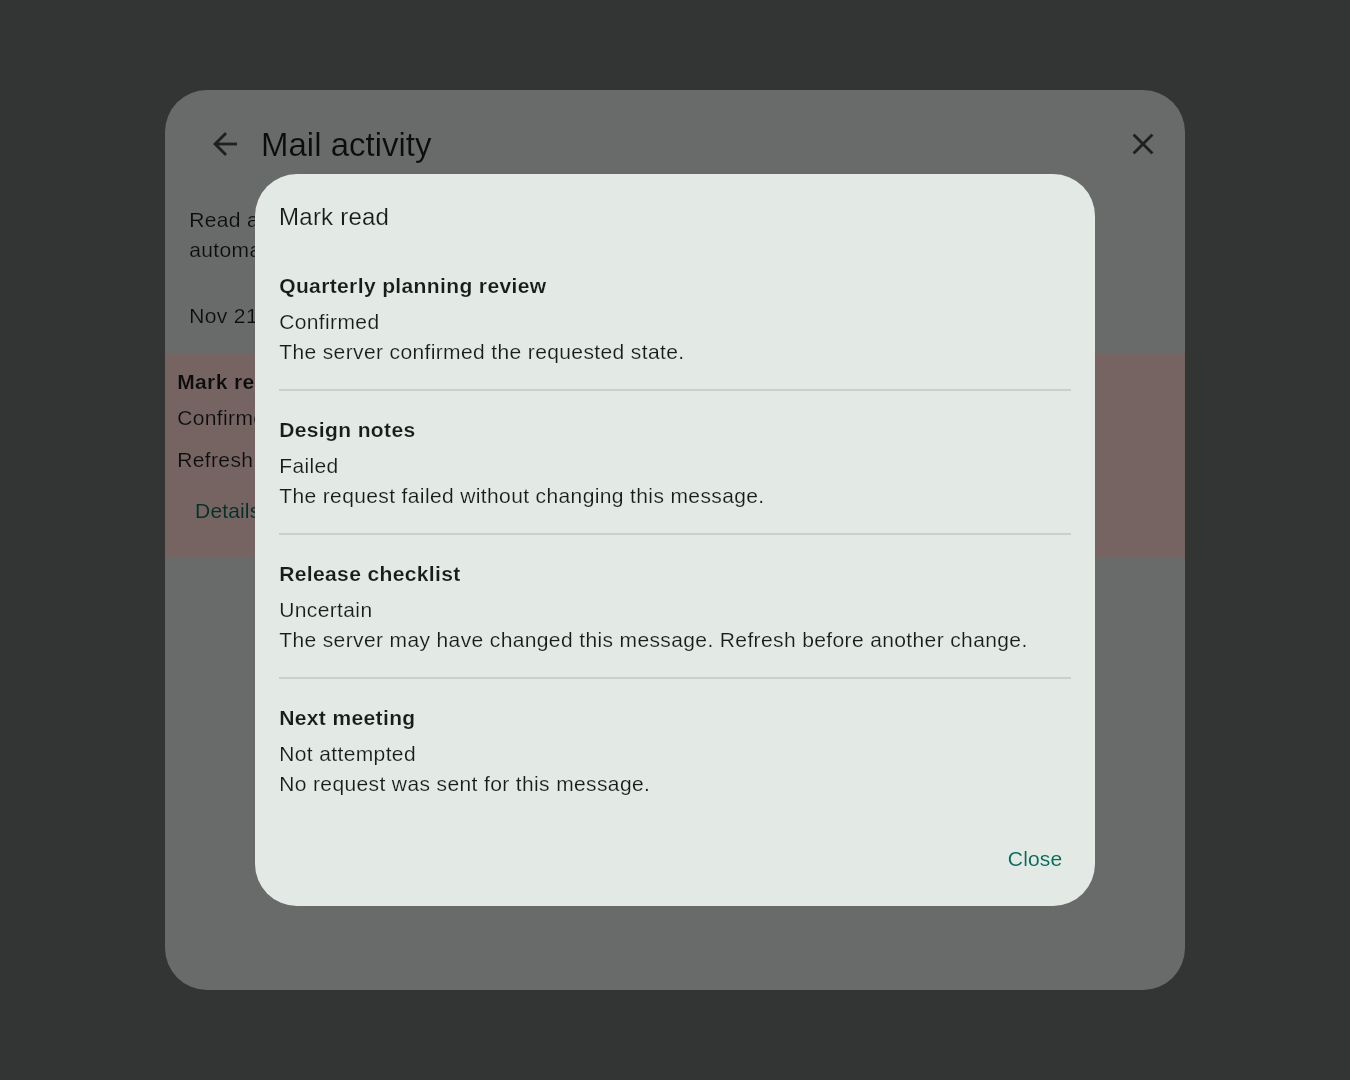 Mail activity
Read a
automa
Nov 21
Mark re
Confirm
Refresh
Details
Mark read
Quarterly planning review
Confirmed
The server confirmed the requested state.
Design notes
Failed
The request failed without changing this message.
Release checklist
Uncertain
The server may have changed this message. Refresh before another change.
Next meeting
Not attempted
No request was sent for this message.
Close